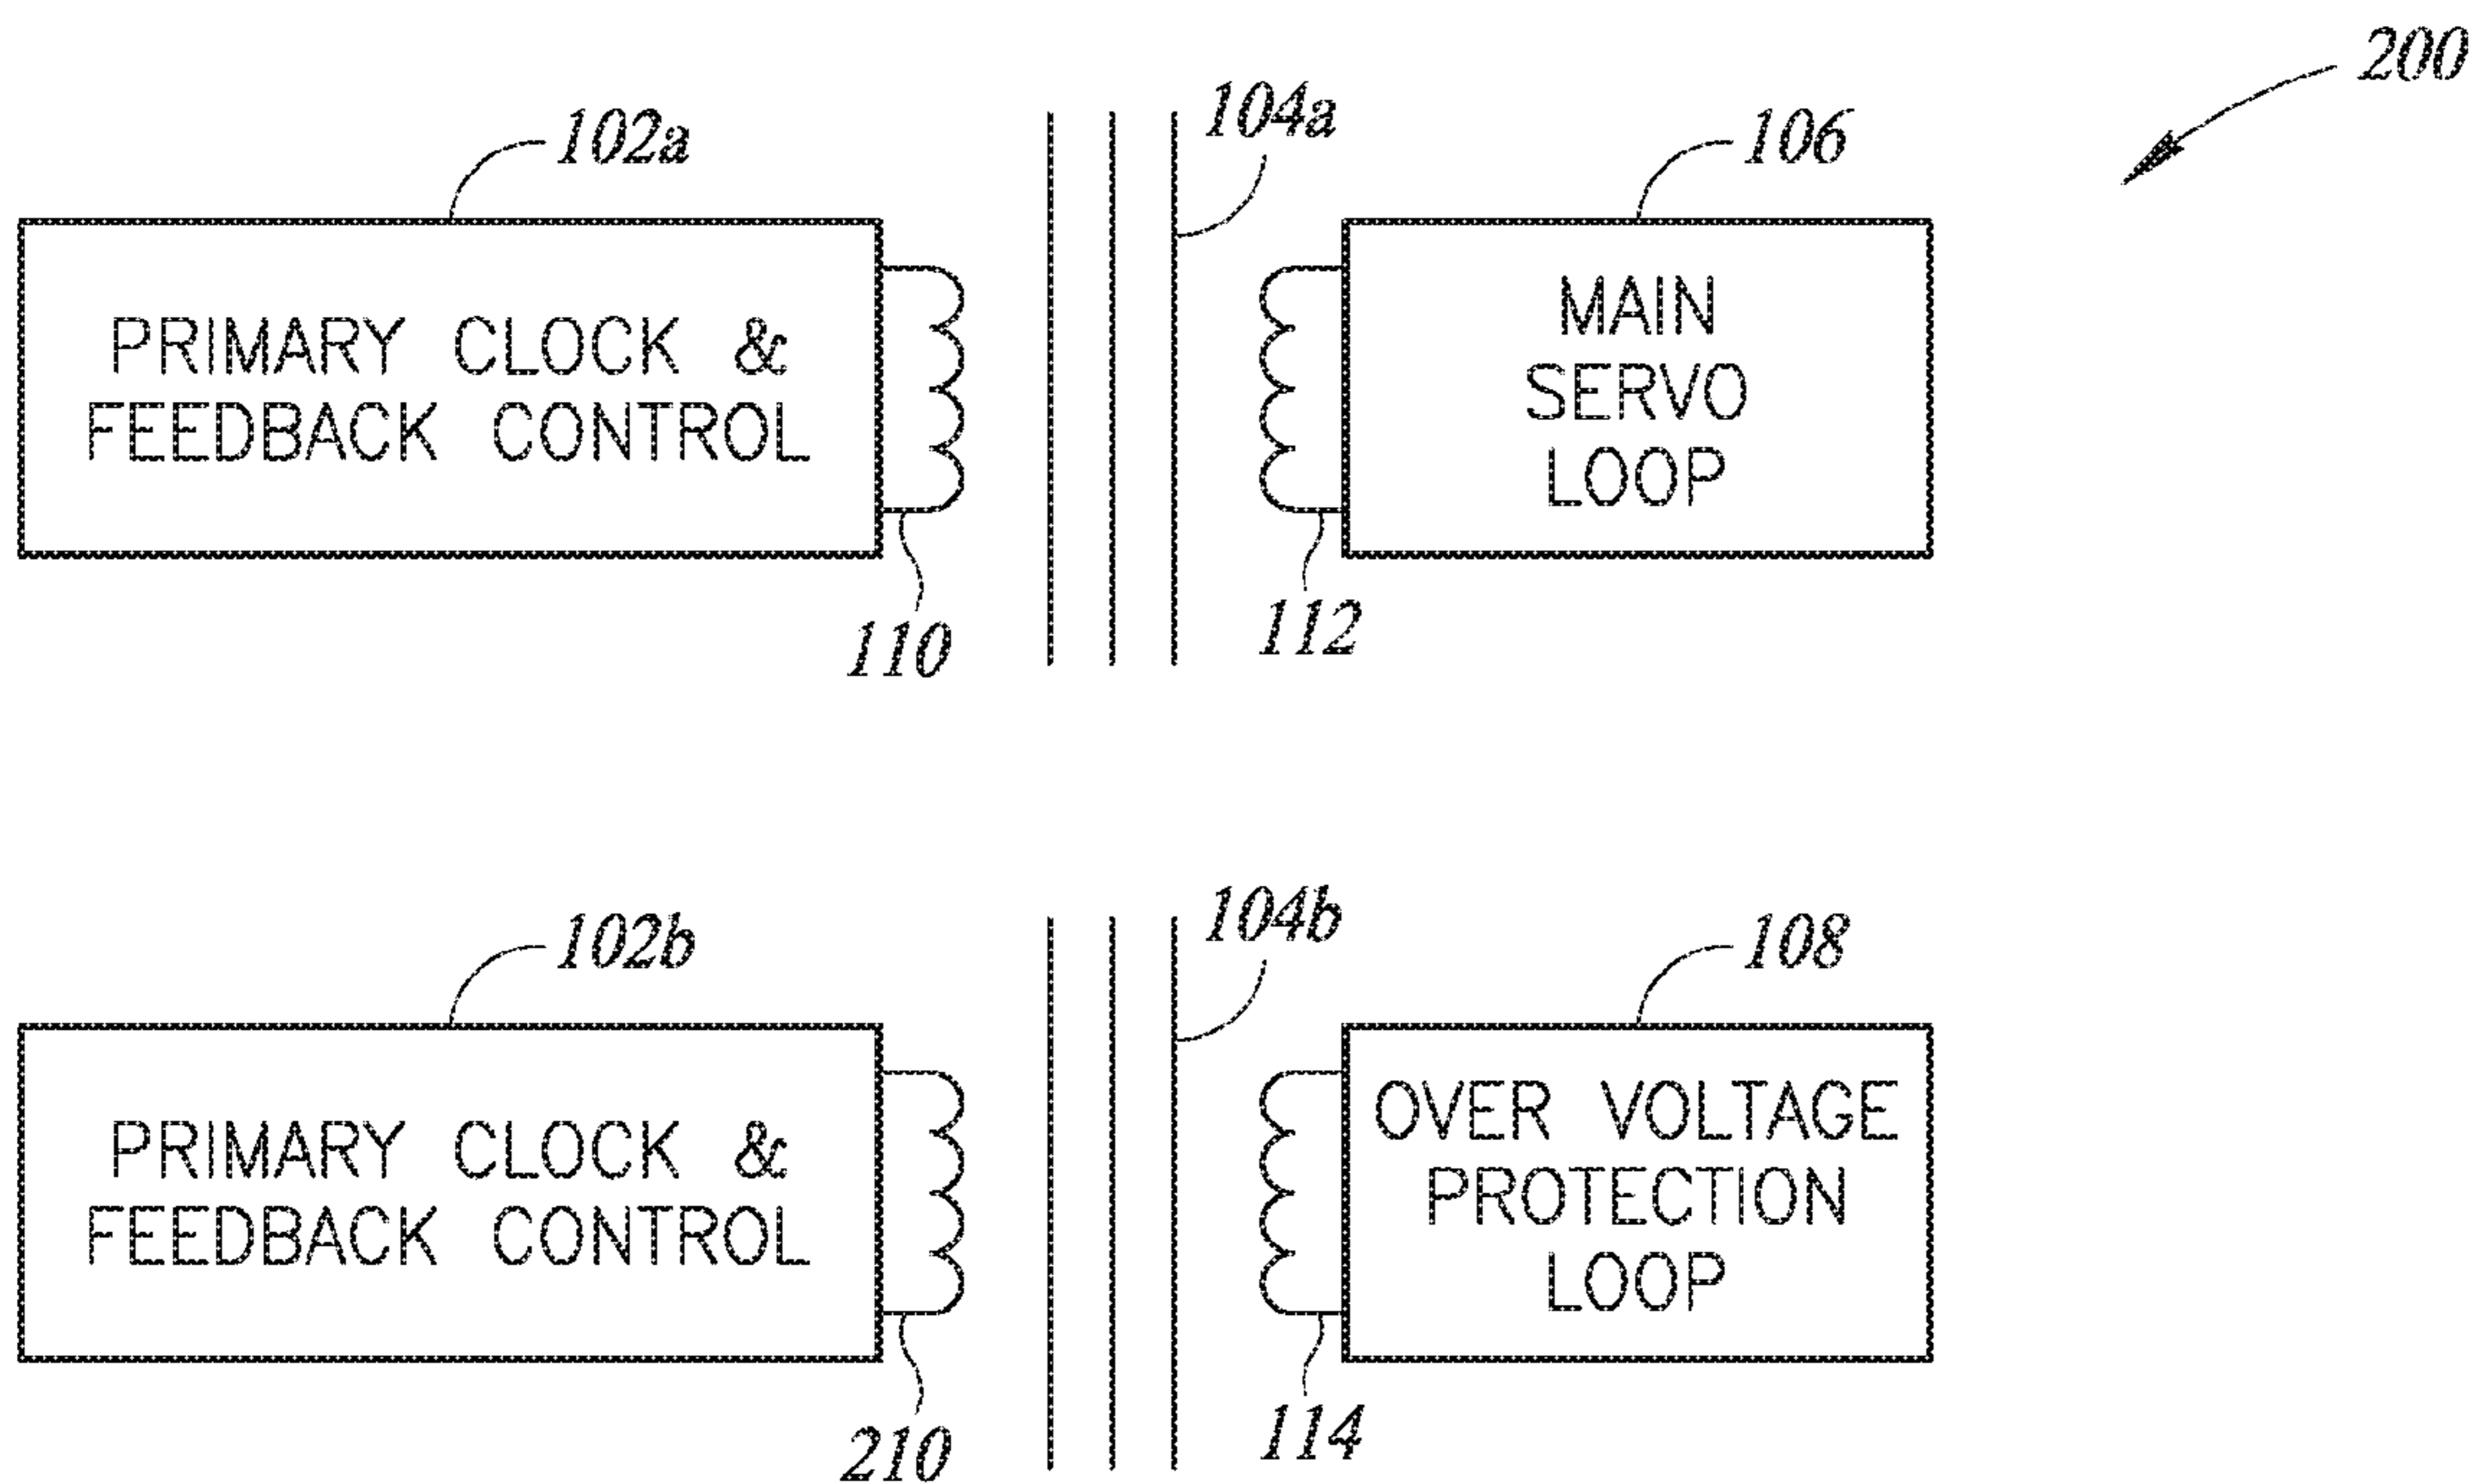 200
102a
104a
106
PRIMARY CLOCK &
FEEDBACK CONTROL
MAIN
SERVO
LOOP
110
112
102b
104b
108
PRIMARY CLOCK &
FEEDBACK CONTROL
OVER VOLTAGE
PROTECTION
LOOP
210
114